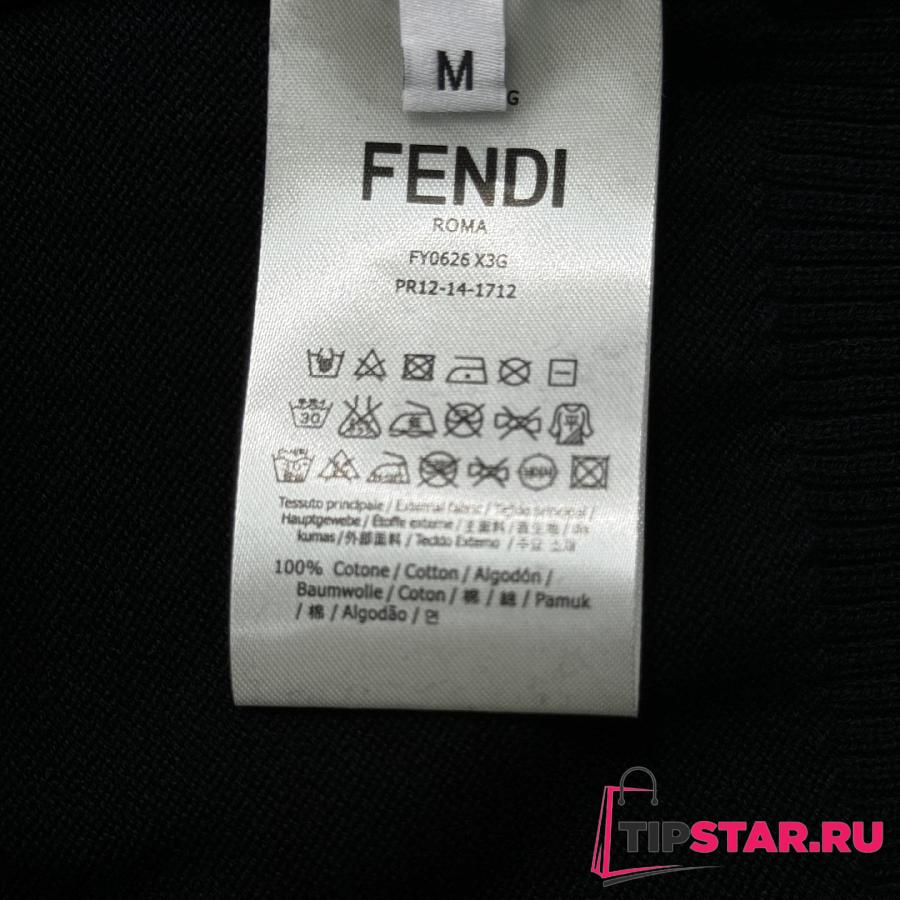 M
G
FENDI
ROMA
FY0626 X3G
PR12-14-1712
30
Tessuto principale / External fabric / Tejido principal /
Hauptgewebe / Étoffe externe / 主面料 / 表生地 / dış
kumas / 外部面料 / Tecido Externo / 주요 소재
100% Cotone / Cotton / Algodón /
Baumwolle / Coton / 棉 / 綿 / Pamuk
/ 棉 / Algodão / 면
TIPSTAR.RU